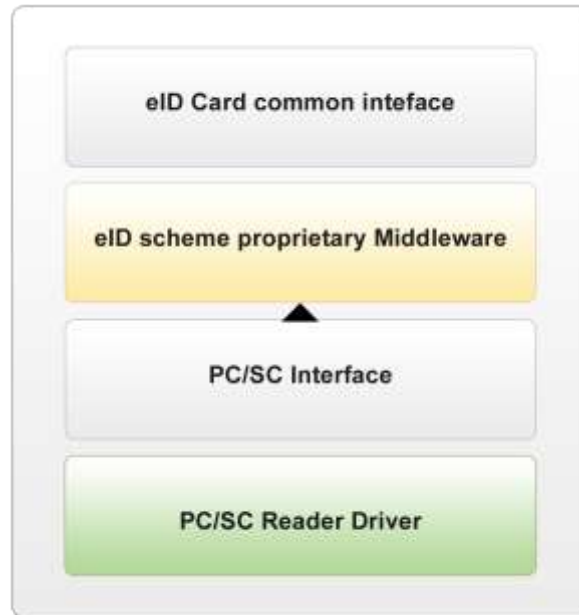 eID Card common inteface
eID scheme proprietary Middleware
PC/SC Interface
PC/SC Reader Driver